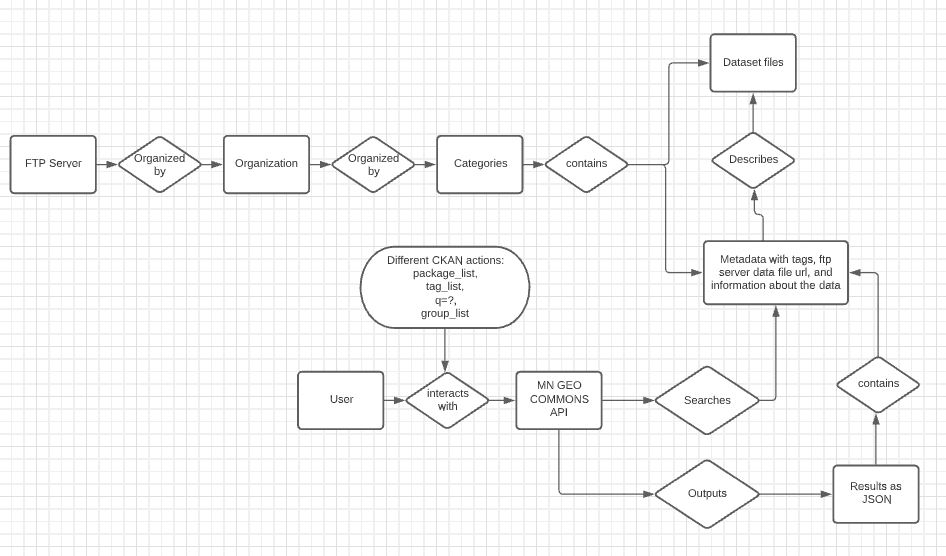 Dataset files
FTP Server
Organized
by
Organization
Organized
by
Categories
contains
Describes
Different CKAN actions:
package_list,
tag_list,
q=?,
group_list
Metadata with tags, ftp
server data file url, and
information about the data
User
interacts
with
MN GEO
COMMONS
API
Searches
contains
Outputs
Results as
JSON